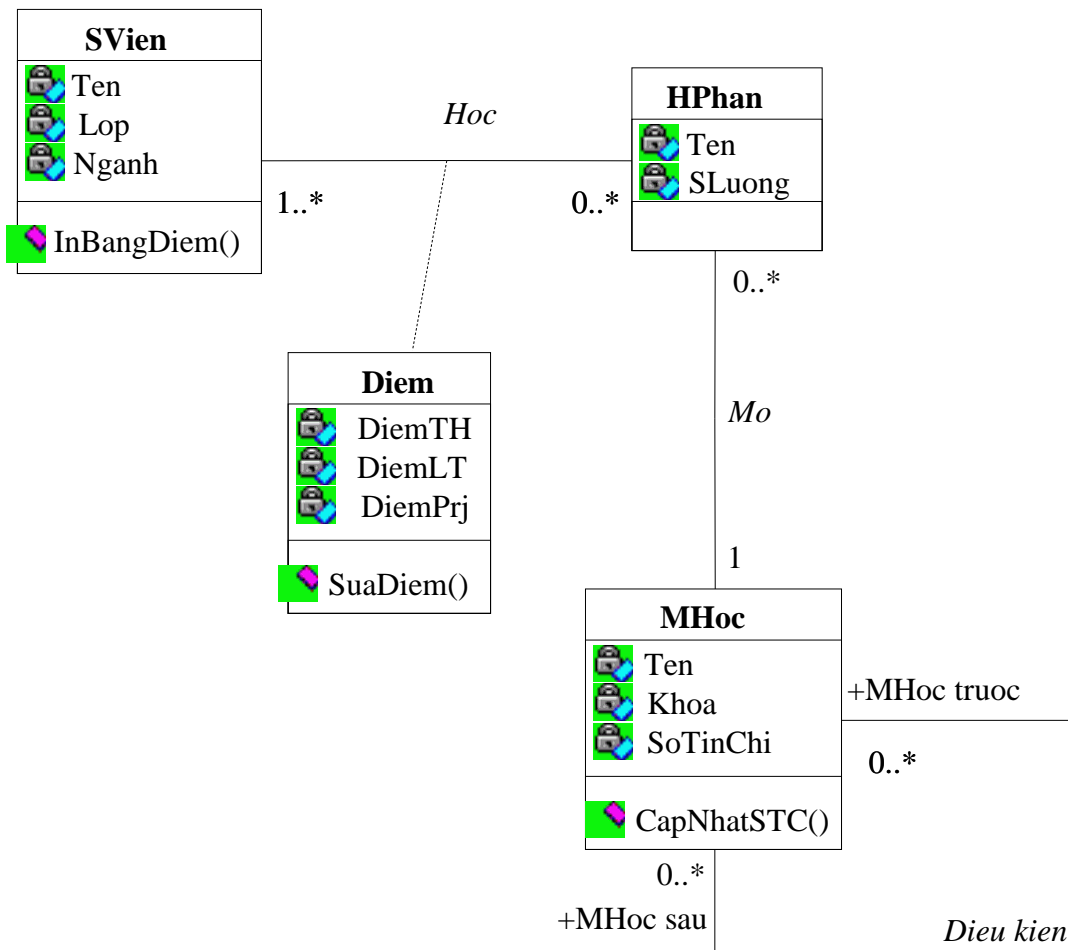 SVien
Ten
Lop
Nganh
InBangDiem()
Hoc
1..*
0..*
HPhan
Ten
SLuong
0..*
Mo
1
Diem
DiemTH
DiemLT
DiemPrj
SuaDiem()
MHoc
Ten
Khoa
SoTinChi
CapNhatSTC()
+MHoc truoc
0..*
0..*
+MHoc sau
Dieu kien